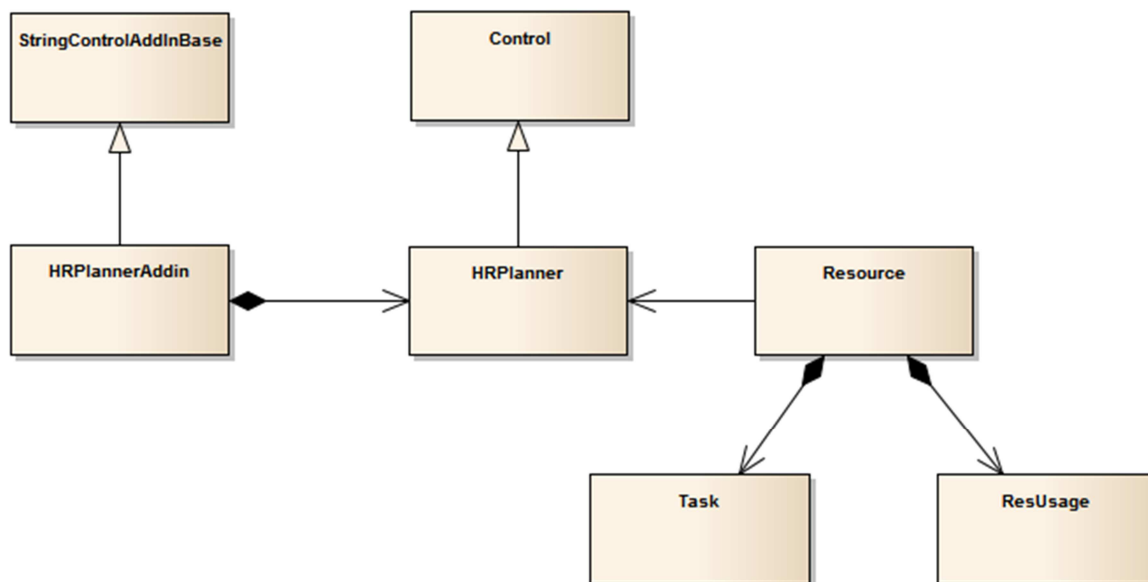 StringControlAddInBase
Control
HRPlannerAddin
HRPlanner
Resource
Task
ResUsage